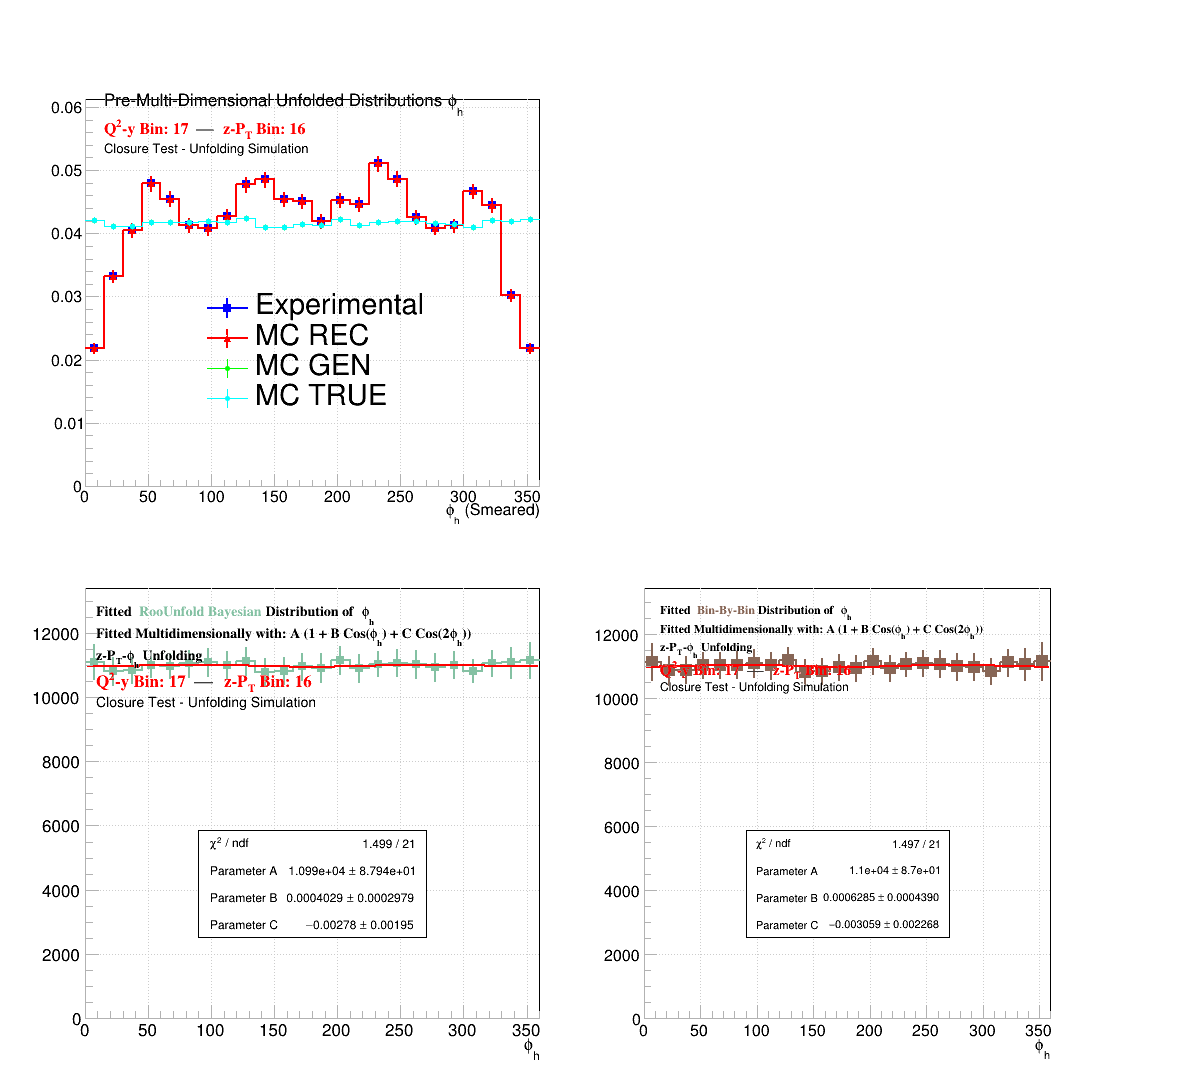 Pre-Multi-Dimensional Unfolded Distributions ϕh
Q²-y Bin: 17 — z-PT Bin: 16
Closure Test - Unfolding Simulation
0.06
0.05
0.04
0.03
0.02
0.01
0
Experimental
MC REC
MC GEN
MC TRUE
0 50 100 150 200 250 300 350
ϕh (Smeared)
Fitted RooUnfold Bayesian Distribution of ϕh
Fitted Multidimensionally with: A (1 + B Cos(ϕh) + C Cos(2ϕh))
z-PT-ϕh Unfolding
Q²-y Bin: 17 — z-PT Bin: 16
Closure Test - Unfolding Simulation
12000
10000
8000
6000
4000
2000
0
χ² / ndf 1.499 / 21
Parameter A 1.099e+04 ± 8.794e+01
Parameter B 0.0004029 ± 0.0002979
Parameter C −0.00278 ± 0.00195
0 50 100 150 200 250 300 350
ϕh
Fitted Bin-By-Bin Distribution of ϕh
Fitted Multidimensionally with: A (1 + B Cos(ϕh) + C Cos(2ϕh))
z-PT-ϕh Unfolding
Q²-y Bin: 17 — z-PT Bin: 16
Closure Test - Unfolding Simulation
12000
10000
8000
6000
4000
2000
0
χ² / ndf 1.497 / 21
Parameter A 1.1e+04 ± 8.7e+01
Parameter B 0.0006285 ± 0.0004390
Parameter C −0.003059 ± 0.002268
0 50 100 150 200 250 300 350
ϕh